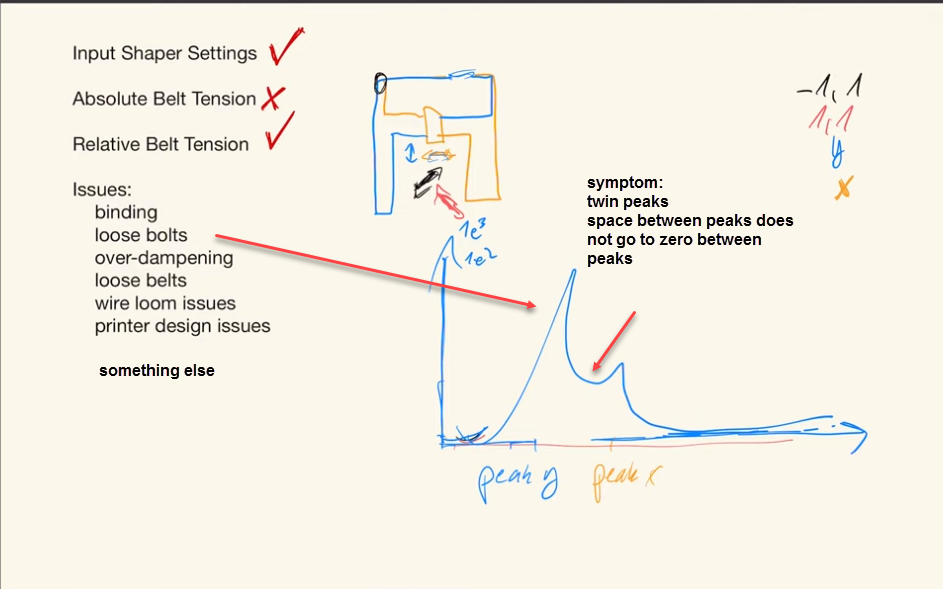 Input Shaper Settings
Absolute Belt Tension
Relative Belt Tension
Issues:
binding
loose bolts
over-dampening
loose belts
wire loom issues
printer design issues
something else
-1, 1
1, 1
y
x
symptom:
twin peaks
space between peaks does
not go to zero between
peaks
1e3
1e2
peak y
peak x